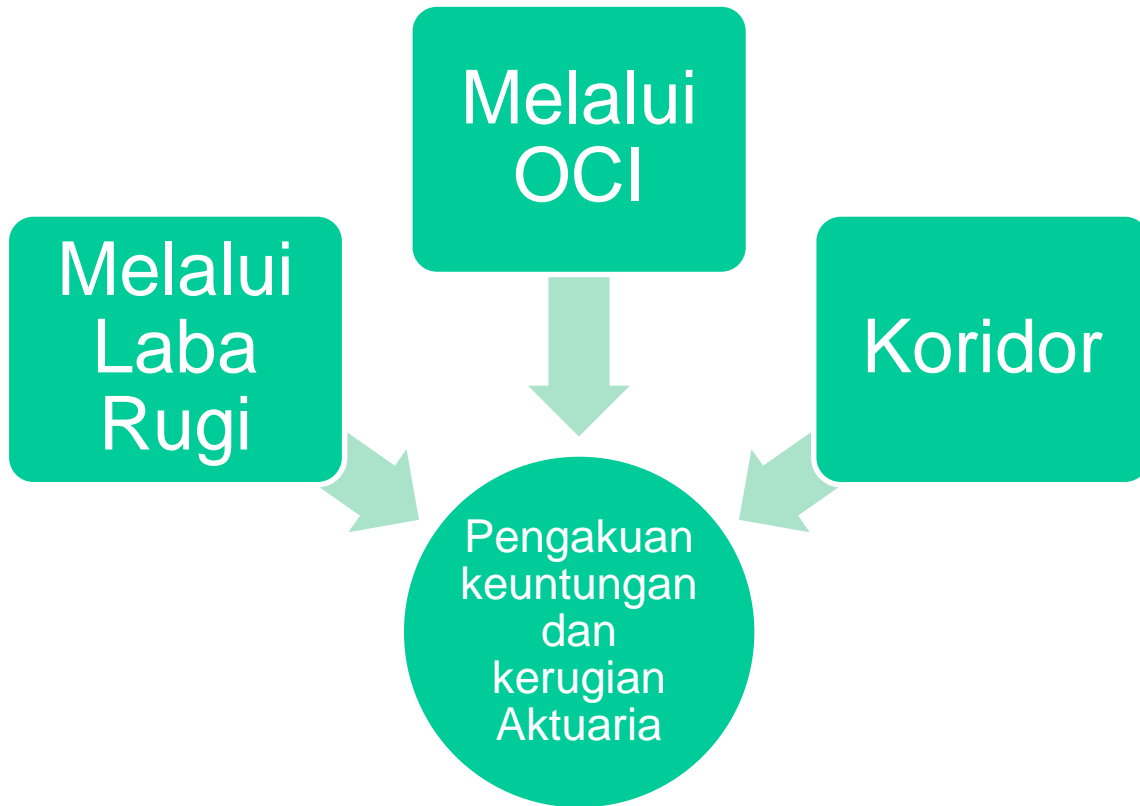 Melalui
OCI
Melalui
Laba
Rugi
Koridor
Pengakuan
keuntungan
dan
kerugian
Aktuaria